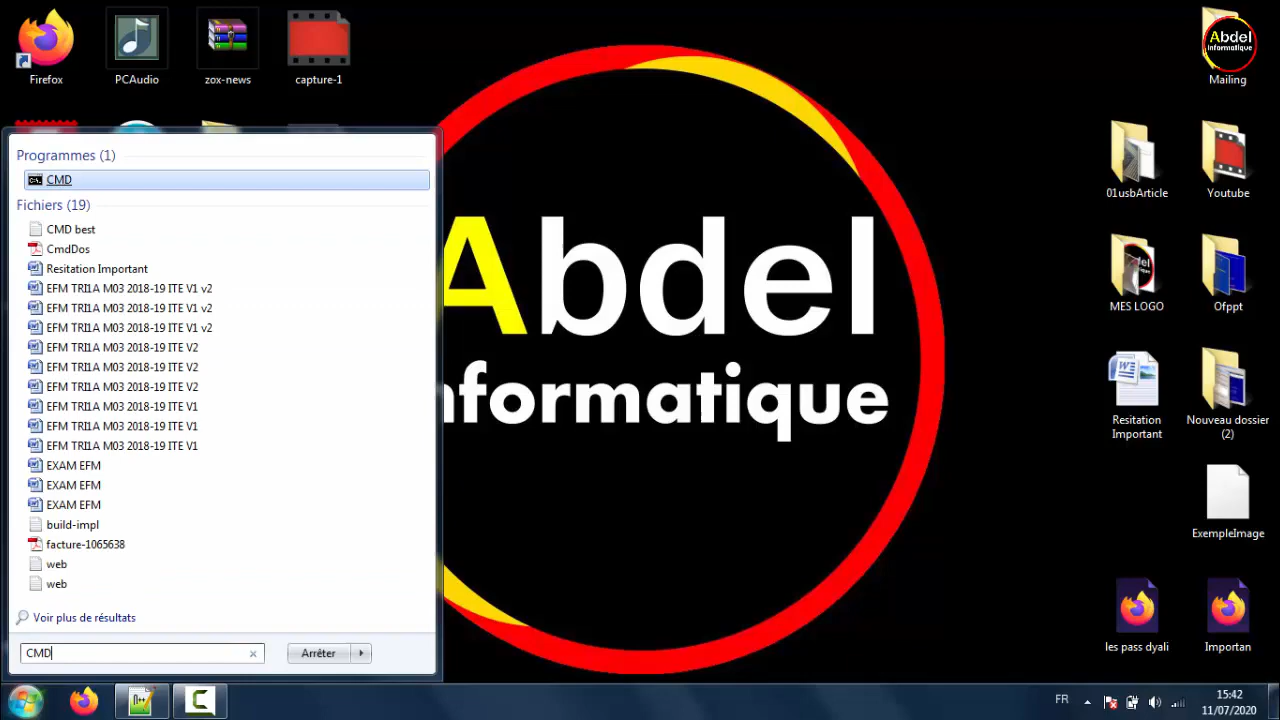 Firefox
PCAudio
zox-news
capture-1
Abdel
Informatique
Mailing
01usbArticle
Youtube
MES LOGO
Ofppt
Resitation
Important
Nouveau dossier
(2)
ExempleImage
les pass dyali
Importan
Abdel
nformatique
Programmes (1)
CMD
Fichiers (19)
CMD best
CmdDos
Resitation Important
EFM TRI1A M03 2018-19 ITE V1 v2
EFM TRI1A M03 2018-19 ITE V1 v2
EFM TRI1A M03 2018-19 ITE V1 v2
EFM TRI1A M03 2018-19 ITE V2
EFM TRI1A M03 2018-19 ITE V2
EFM TRI1A M03 2018-19 ITE V2
EFM TRI1A M03 2018-19 ITE V1
EFM TRI1A M03 2018-19 ITE V1
EFM TRI1A M03 2018-19 ITE V1
EXAM EFM
EXAM EFM
EXAM EFM
build-impl
facture-1065638
web
web
Voir plus de résultats
CMD
Arrêter
FR
15:42
11/07/2020